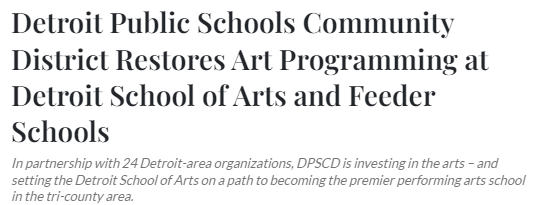 Detroit Public Schools Community
District Restores Art Programming at
Detroit School of Arts and Feeder
Schools
In partnership with 24 Detroit-area organizations, DPSCD is investing in the arts – and
setting the Detroit School of Arts on a path to becoming the premier performing arts school
in the tri-county area.